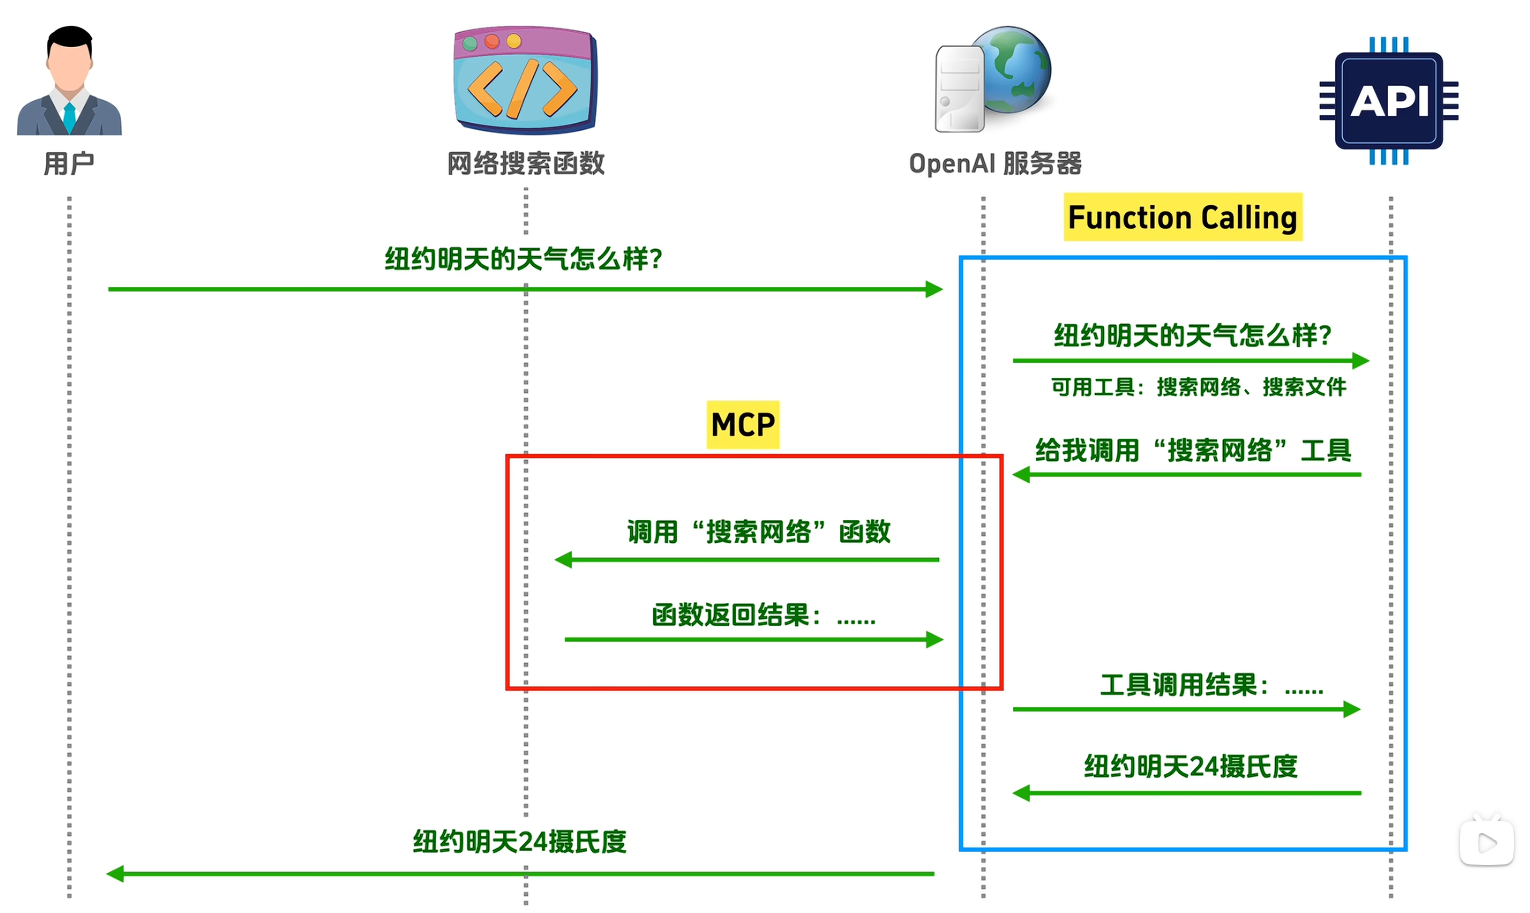 API
用户
网络搜索函数
OpenAI 服务器
Function Calling
纽约明天的天气怎么样？
纽约明天的天气怎么样？
可用工具：搜索网络、搜索文件
MCP
给我调用“搜索网络”工具
调用“搜索网络”函数
函数返回结果：......
工具调用结果：......
纽约明天24摄氏度
纽约明天24摄氏度